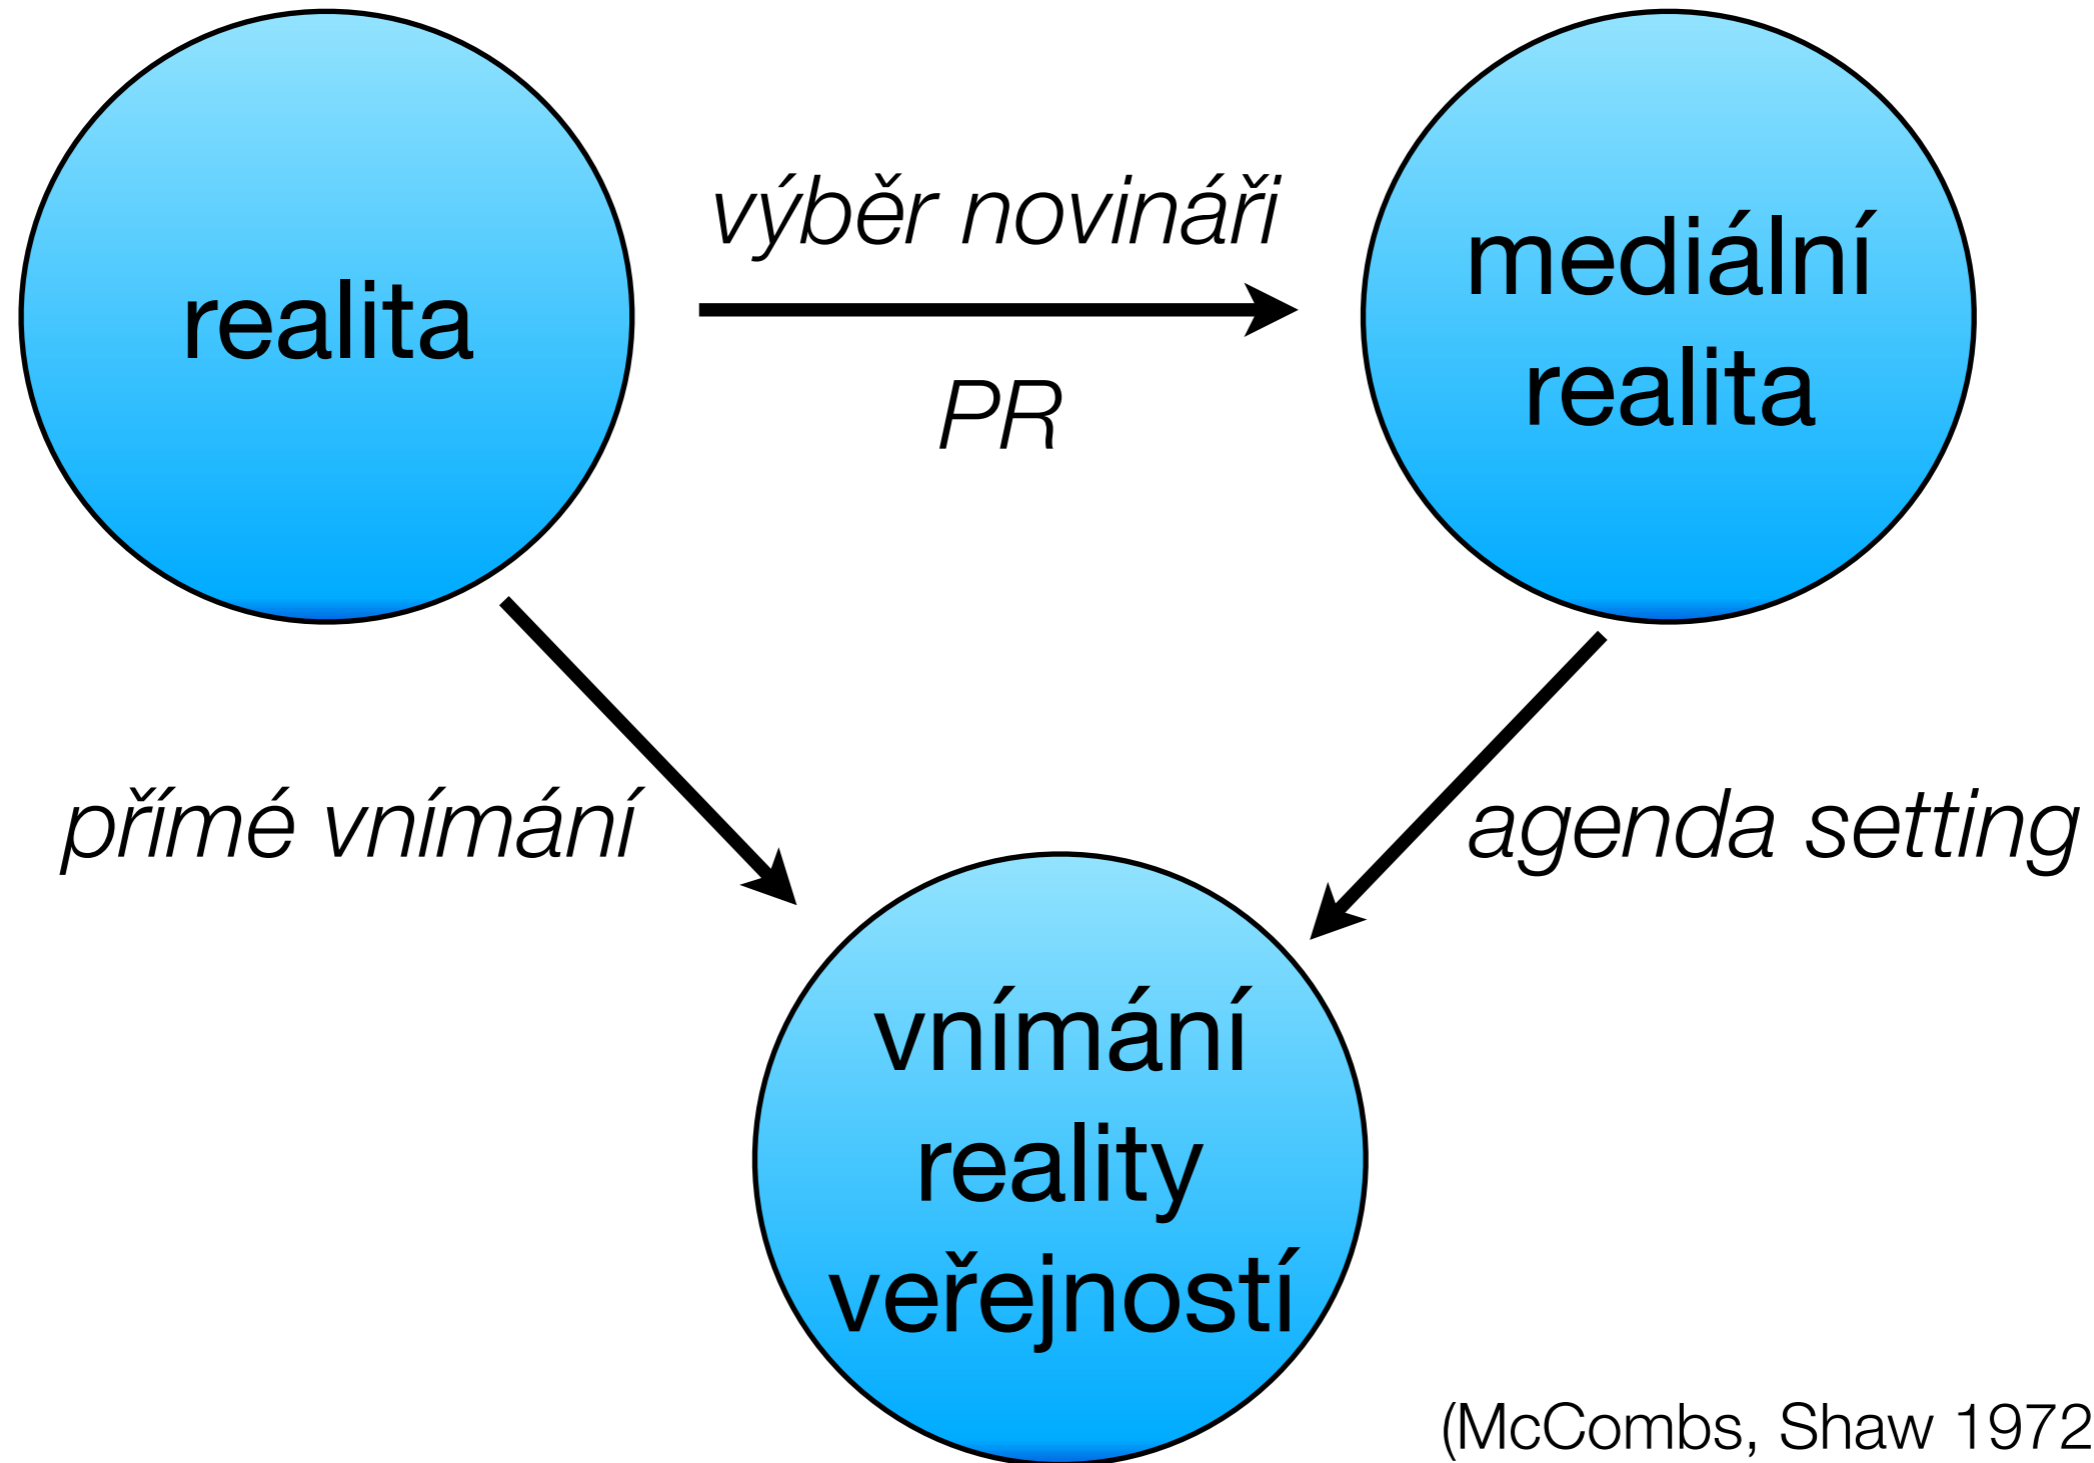 realita
výběr novináři
PR
mediální
realita
přímé vnímání
agenda setting
vnímání
reality
veřejností
(McCombs, Shaw 1972